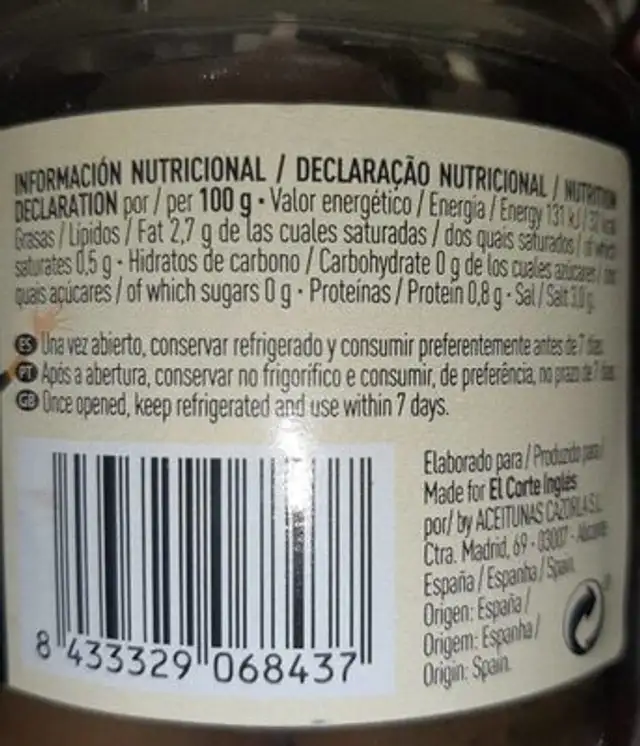 INFORMACIÓN NUTRICIONAL / DECLARAÇÃO NUTRICIONAL / NUTRITION
DECLARATION por / per 100 g • Valor energético / Energia / Energy 131 kJ /
Grasas / Lípidos / Fat 2,7 g de las cuales saturadas / dos quais saturados / of which
saturates 0,5 g • Hidratos de carbono / Carbohydrate 0 g de los cuales azúcares /
quais açúcares / of which sugars 0 g • Proteínas / Protein 0,8 g • Sal / Salt 3,0 g
ES Una vez abierto, conservar refrigerado y consumir preferentemente antes de 7 días
PT Após a abertura, conservar no frigorífico e consumir, de preferência, no prazo de 7
GB Once opened, keep refrigerated and use within 7 days.
Elaborado para / Produzido para /
Made for El Corte Inglés
por/ by ACEITUNAS CAZORLA S.L.
Ctra. Madrid, 69 - 03007 - Alicante
España / Espanha / Spain
Origen: España /
Origem: Espanha /
Origin: Spain.
8 433329 068437